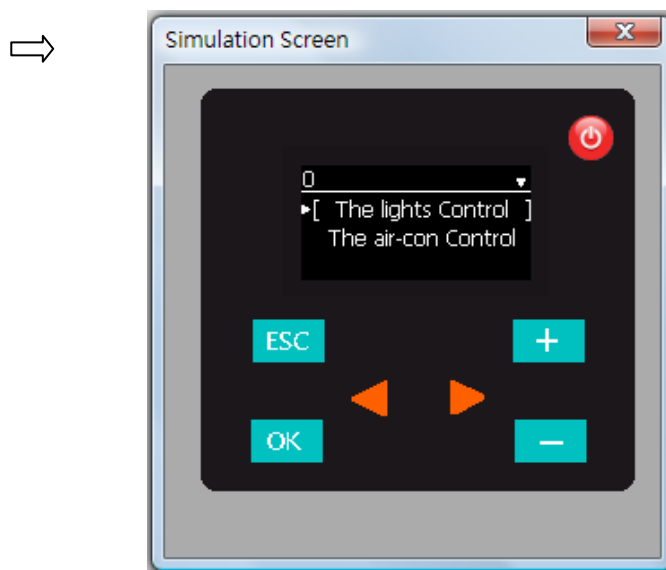 Simulation Screen
0
[ The lights Control ]
The air-con Control
ESC
+
OK
−